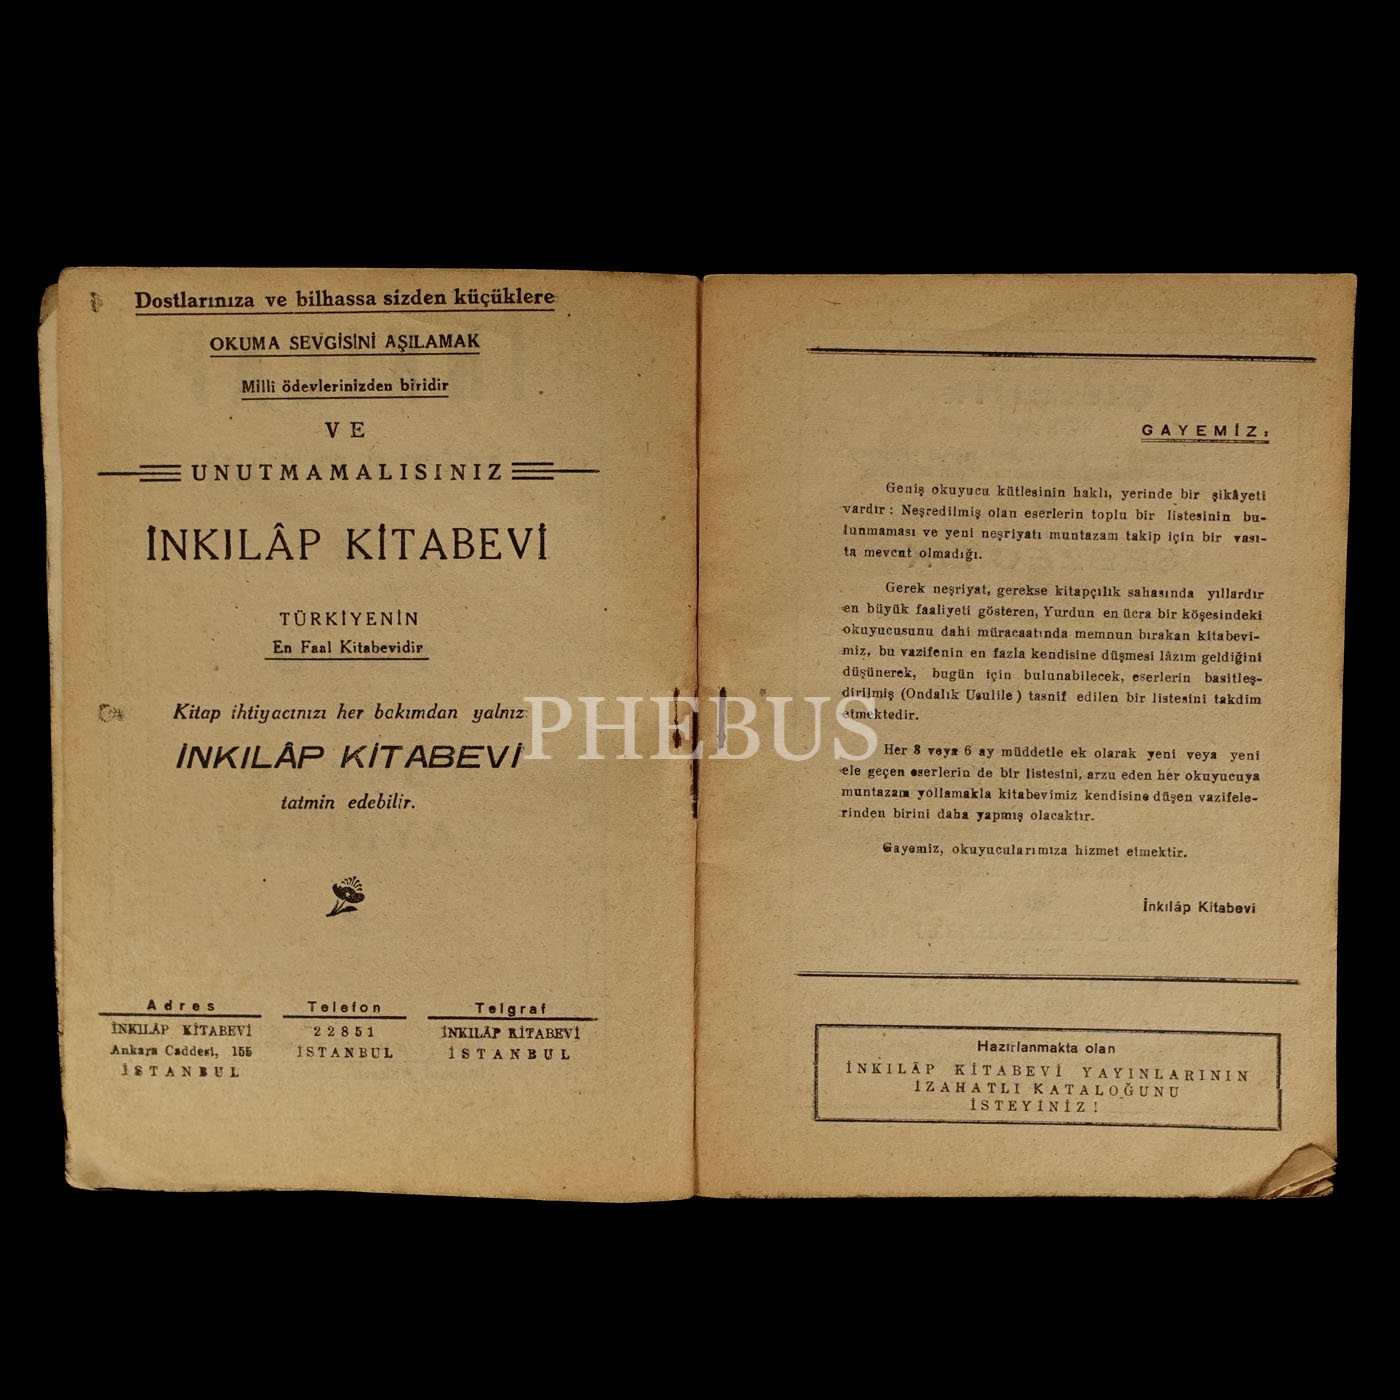 Dostlarınıza ve bilhassa sizden küçüklere
OKUMA SEVGİSİNİ AŞILAMAK
Milli ödevlerinizden biridir
VE
UNUTMAMALISINIZ
İNKILÂP KİTABEVİ
TÜRKİYENİN
En Faal Kitabevidir
Kitap ihtiyacınızı her bakımdan yalnız
İNKILÂP KİTABEVİ
tatmin edebilir.
Adres
İNKILÂP KİTABEVİ
Ankara Caddesi, 155
İSTANBUL
Telefon
22851
İSTANBUL
Telgraf
İNKILÂP KİTABEVİ
İSTANBUL
GAYEMİZ:
Geniş okuyucu kütlesinin haklı, yerinde bir şikâyeti
vardır : Neşredilmiş olan eserlerin toplu bir listesinin bu-
lunmaması ve yeni neşriyatı muntazam takip için bir vası-
ta mevcut olmadığı.
Gerek neşriyat, gerekse kitapçılık sahasında yıllardır
en büyük faaliyeti gösteren, Yurdun en ücra bir köşesindeki
okuyucusunu dahi müracaatında memnun bırakan kitabevi-
miz, bu vazifenin en fazla kendisine düşmesi lâzım geldiğini
düşünerek, bugün için bulunabilecek, eserlerin basitleş-
dirilmiş (Ondalık Usulile) tasnif edilen bir listesini takdim
etmektedir.
Her 3 veya 6 ay müddetle ek olarak yeni veya yeni
ele geçen eserlerin de bir listesini, arzu eden her okuyucuya
muntazam yollamakla kitabevimiz kendisine düşen vazifele-
rinden birini daha yapmış olacaktır.
Gayemiz, okuyucularımıza hizmet etmektir.
İnkılâp Kitabevi
Hazırlanmakta olan
İNKILÂP KİTABEVİ YAYINLARININ
İZAHATLI KATALOĞUNU
İSTEYİNİZ!
PHEBUS